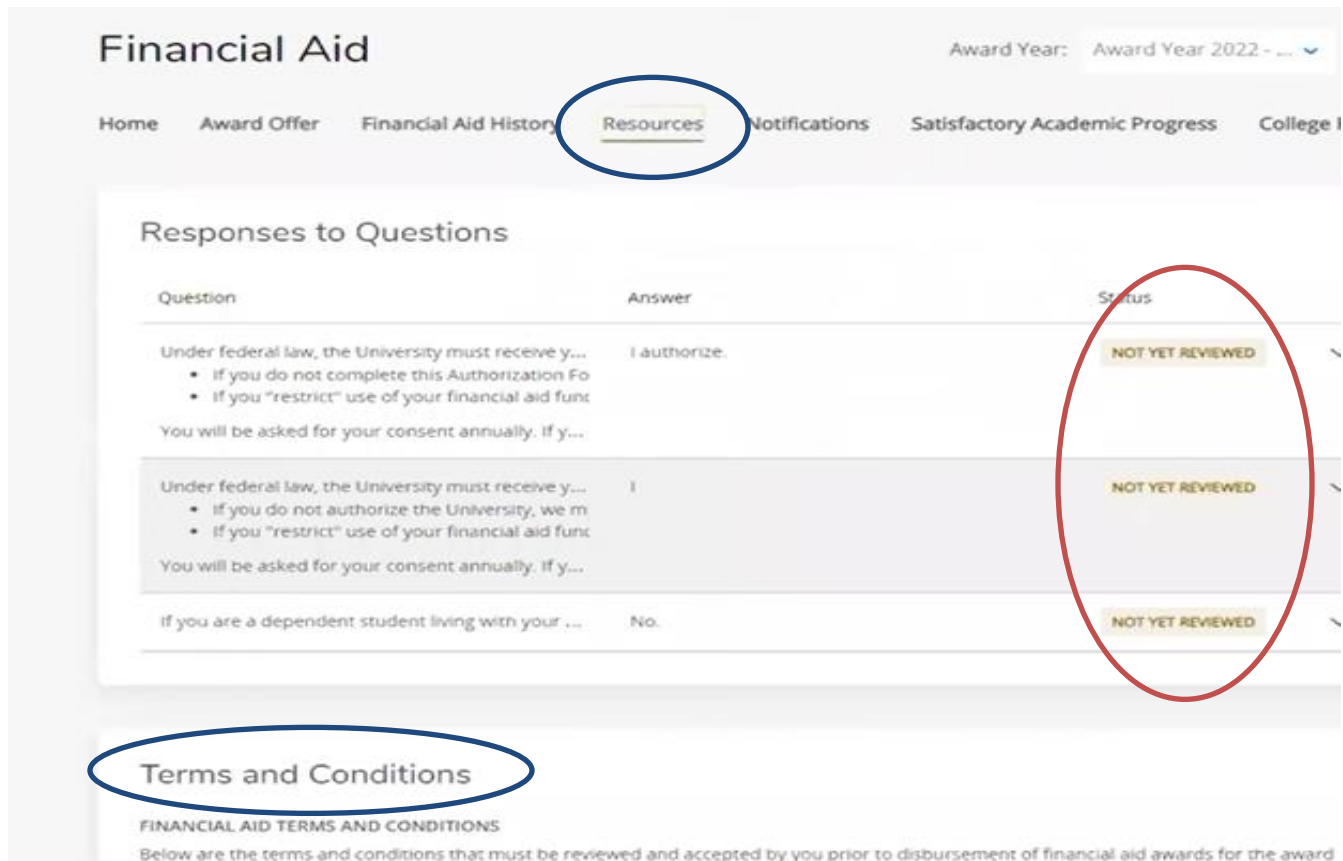 Financial Aid
Award Year: Award Year 2022 - ...
Home Award Offer Financial Aid History Resources Notifications Satisfactory Academic Progress College
Responses to Questions
Question Answer Status
Under federal law, the University must receive y... I authorize. NOT YET REVIEWED
• If you do not complete this Authorization Fo
• If you "restrict" use of your financial aid func
You will be asked for your consent annually. If y...
Under federal law, the University must receive y... I NOT YET REVIEWED
• If you do not authorize the University, we m
• If you "restrict" use of your financial aid func
You will be asked for your consent annually. If y...
If you are a dependent student living with your ... No. NOT YET REVIEWED
Terms and Conditions
FINANCIAL AID TERMS AND CONDITIONS
Below are the terms and conditions that must be reviewed and accepted by you prior to disbursement of financial aid awards for the award